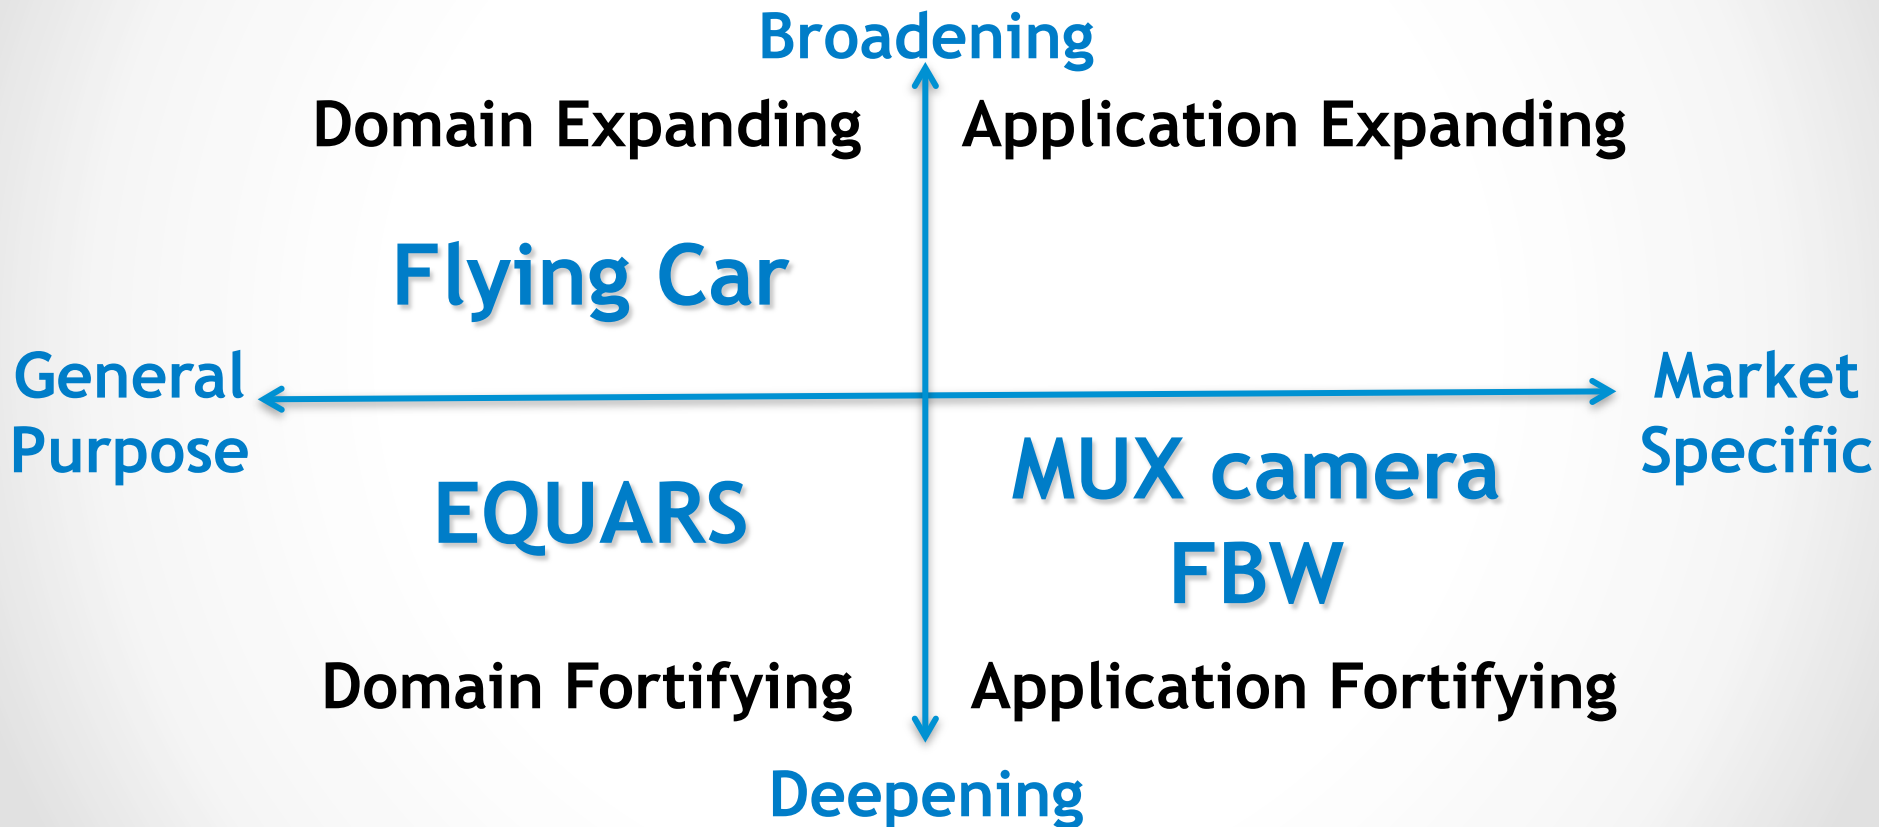 Broadening
Domain Expanding
Application Expanding
Flying Car
General
Purpose
Market
Specific
EQUARS
MUX camera
FBW
Domain Fortifying
Application Fortifying
Deepening